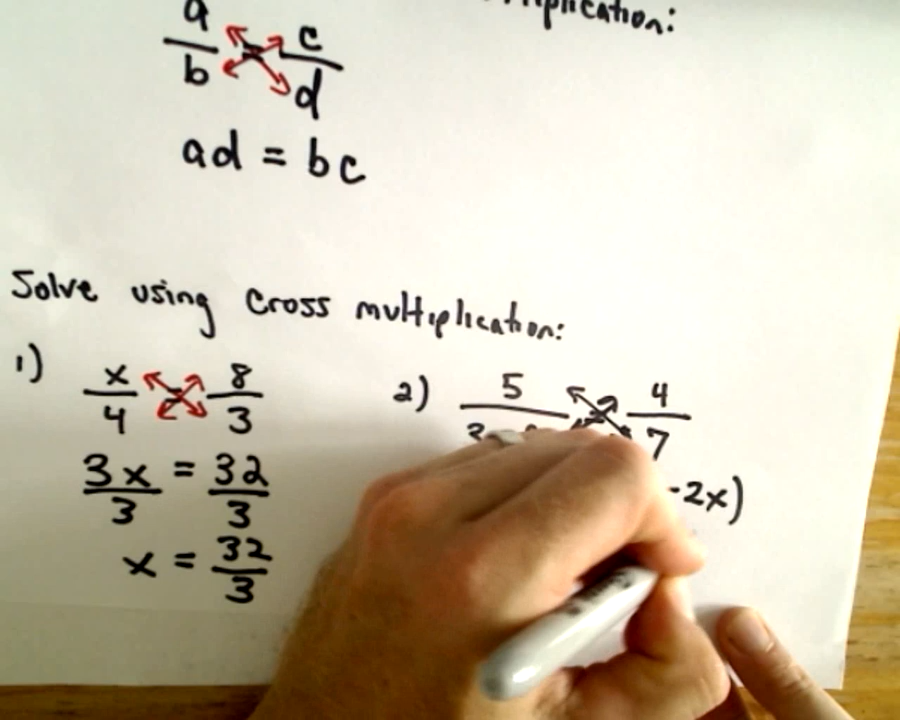 a/b = c/d
ad = bc
Solve using cross multiplication:
1) x/4 = 8/3
2) 5/ = 4/7
3x/3 = 32/3
-2x)
x = 32/3